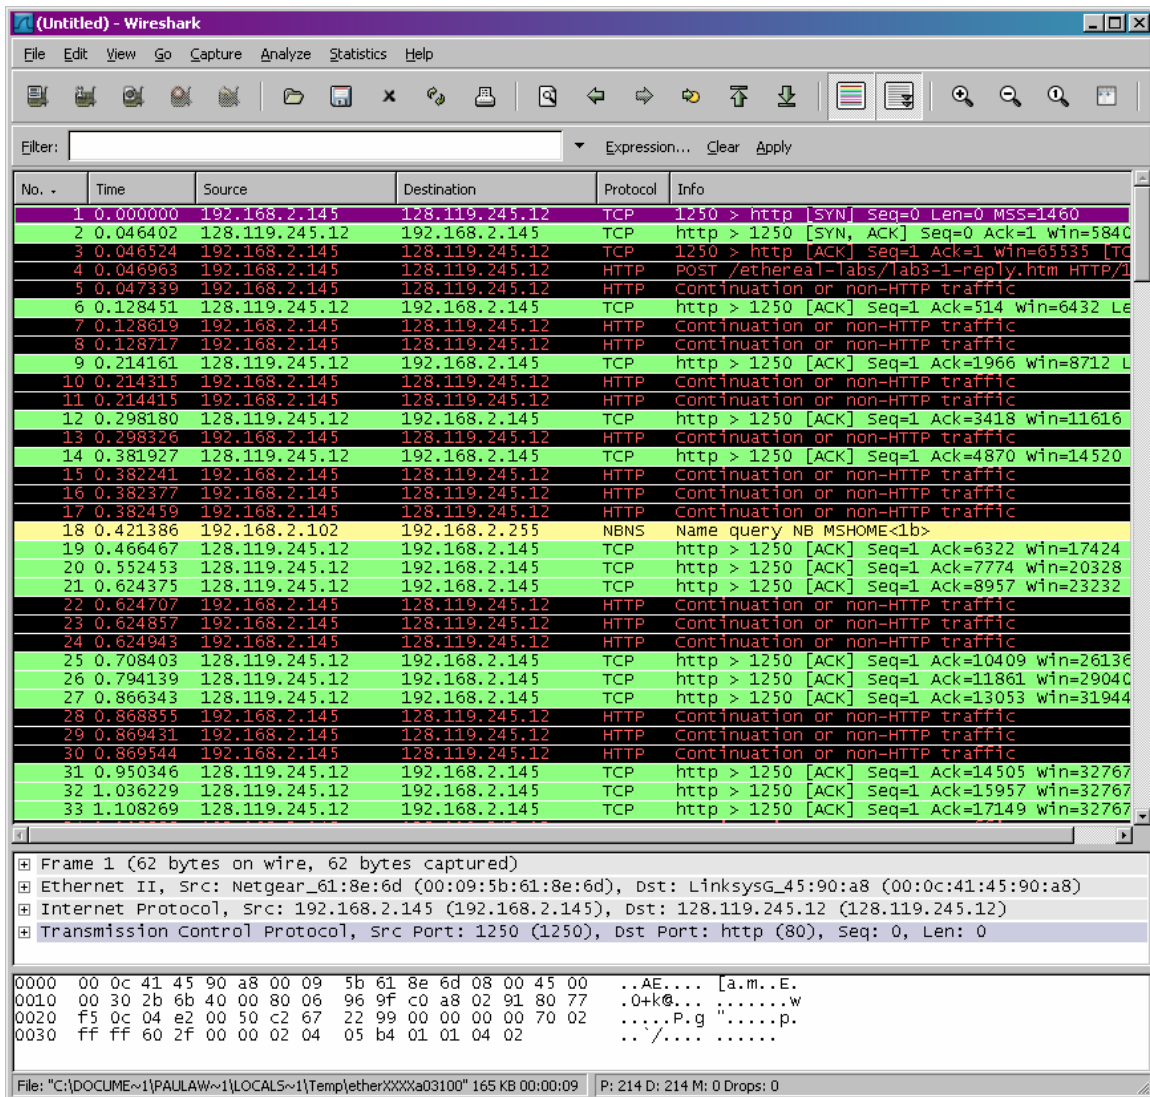 (Untitled) - Wireshark
File Edit View Go Capture Analyze Statistics Help
Filter: Expression... Clear Apply
No. Time Source Destination Protocol Info
1 0.000000 192.168.2.145 128.119.245.12 TCP 1250 > http [SYN] Seq=0 Len=0 MSS=1460
2 0.046402 128.119.245.12 192.168.2.145 TCP http > 1250 [SYN, ACK] Seq=0 Ack=1 Win=5840
3 0.046524 192.168.2.145 128.119.245.12 TCP 1250 > http [ACK] Seq=1 Ack=1 Win=65535 [TC
4 0.046963 192.168.2.145 128.119.245.12 HTTP POST /ethereal-labs/lab3-1-reply.htm HTTP/1
5 0.047339 192.168.2.145 128.119.245.12 HTTP Continuation or non-HTTP traffic
6 0.128451 128.119.245.12 192.168.2.145 TCP http > 1250 [ACK] Seq=1 Ack=514 Win=6432 Le
7 0.128619 192.168.2.145 128.119.245.12 HTTP Continuation or non-HTTP traffic
8 0.128717 192.168.2.145 128.119.245.12 HTTP Continuation or non-HTTP traffic
9 0.214161 128.119.245.12 192.168.2.145 TCP http > 1250 [ACK] Seq=1 Ack=1966 Win=8712 L
10 0.214315 192.168.2.145 128.119.245.12 HTTP Continuation or non-HTTP traffic
11 0.214415 192.168.2.145 128.119.245.12 HTTP Continuation or non-HTTP traffic
12 0.298180 128.119.245.12 192.168.2.145 TCP http > 1250 [ACK] Seq=1 Ack=3418 Win=11616
13 0.298326 192.168.2.145 128.119.245.12 HTTP Continuation or non-HTTP traffic
14 0.381927 128.119.245.12 192.168.2.145 TCP http > 1250 [ACK] Seq=1 Ack=4870 Win=14520
15 0.382241 192.168.2.145 128.119.245.12 HTTP Continuation or non-HTTP traffic
16 0.382377 192.168.2.145 128.119.245.12 HTTP Continuation or non-HTTP traffic
17 0.382459 192.168.2.145 128.119.245.12 HTTP Continuation or non-HTTP traffic
18 0.421386 192.168.2.102 192.168.2.255 NBNS Name query NB MSHOME<1b>
19 0.466467 128.119.245.12 192.168.2.145 TCP http > 1250 [ACK] Seq=1 Ack=6322 Win=17424
20 0.552453 128.119.245.12 192.168.2.145 TCP http > 1250 [ACK] Seq=1 Ack=7774 Win=20328
21 0.624375 128.119.245.12 192.168.2.145 TCP http > 1250 [ACK] Seq=1 Ack=8957 Win=23232
22 0.624707 192.168.2.145 128.119.245.12 HTTP Continuation or non-HTTP traffic
23 0.624857 192.168.2.145 128.119.245.12 HTTP Continuation or non-HTTP traffic
24 0.624943 192.168.2.145 128.119.245.12 HTTP Continuation or non-HTTP traffic
25 0.708403 128.119.245.12 192.168.2.145 TCP http > 1250 [ACK] Seq=1 Ack=10409 Win=26136
26 0.794139 128.119.245.12 192.168.2.145 TCP http > 1250 [ACK] Seq=1 Ack=11861 Win=29040
27 0.866343 128.119.245.12 192.168.2.145 TCP http > 1250 [ACK] Seq=1 Ack=13053 Win=31944
28 0.868855 192.168.2.145 128.119.245.12 HTTP Continuation or non-HTTP traffic
29 0.869431 192.168.2.145 128.119.245.12 HTTP Continuation or non-HTTP traffic
30 0.869544 192.168.2.145 128.119.245.12 HTTP Continuation or non-HTTP traffic
31 0.950346 128.119.245.12 192.168.2.145 TCP http > 1250 [ACK] Seq=1 Ack=14505 Win=32767
32 1.036229 128.119.245.12 192.168.2.145 TCP http > 1250 [ACK] Seq=1 Ack=15957 Win=32767
33 1.108269 128.119.245.12 192.168.2.145 TCP http > 1250 [ACK] Seq=1 Ack=17149 Win=32767
Frame 1 (62 bytes on wire, 62 bytes captured)
Ethernet II, Src: Netgear_61:8e:6d (00:09:5b:61:8e:6d), Dst: LinksysG_45:90:a8 (00:0c:41:45:90:a8)
Internet Protocol, Src: 192.168.2.145 (192.168.2.145), Dst: 128.119.245.12 (128.119.245.12)
Transmission Control Protocol, Src Port: 1250 (1250), Dst Port: http (80), Seq: 0, Len: 0
0000 00 0c 41 45 90 a8 00 09 5b 61 8e 6d 08 00 45 00 ..AE.... [a.m..E.
0010 00 30 2b 6b 40 00 80 06 96 9f c0 a8 02 91 80 77 .0+k@... .......w
0020 f5 0c 04 e2 00 50 c2 67 22 99 00 00 00 00 70 02 .....P.g ".....p.
0030 ff ff 60 2f 00 00 02 04 05 b4 01 01 04 02 ..`/.... ......
File: "C:\DOCUME~1\PAULAW~1\LOCALS~1\Temp\etherXXXXa03100" 165 KB 00:00:09 P: 214 D: 214 M: 0 Drops: 0